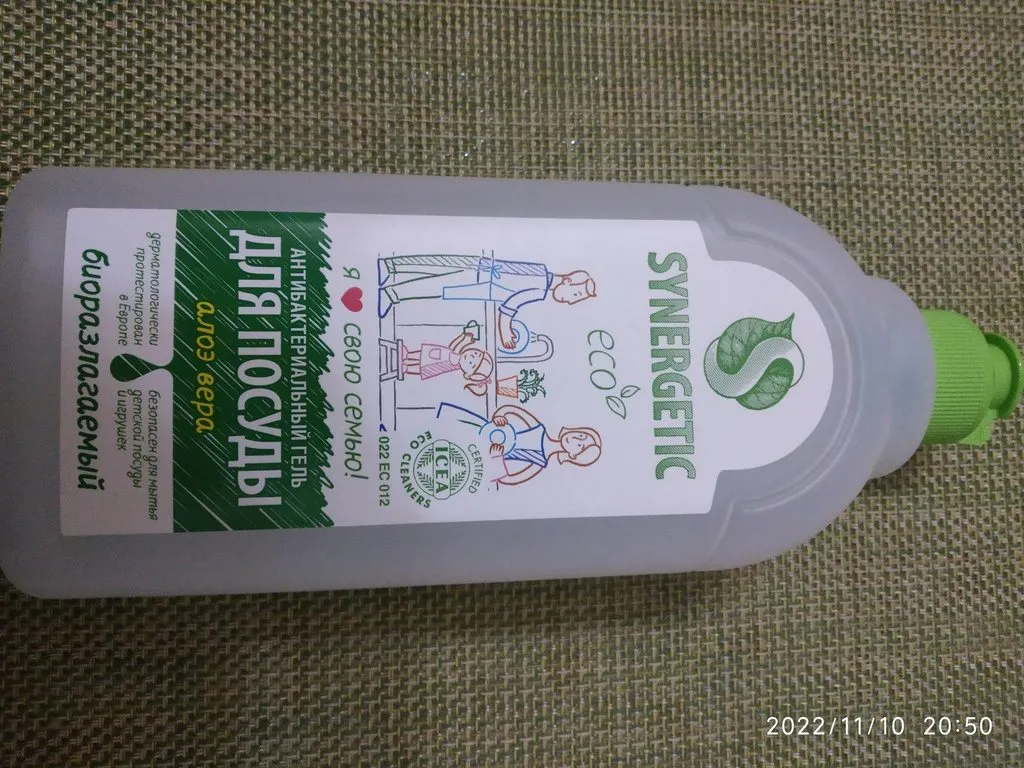 SYNERGETIC
eco
CERTIFIED
ICEA
ECO CLEANERS
022 EC 012
Я ❤ СВОЮ СЕМЬЮ!
АНТИБАКТЕРИАЛЬНЫЙ ГЕЛЬ
ДЛЯ ПОСУДЫ
алоэ вера
дерматологически
протестирован
в Европе
безопасен для мытья
детской посуды
и игрушек
биоразлагаемый
2022/11/10 20:50